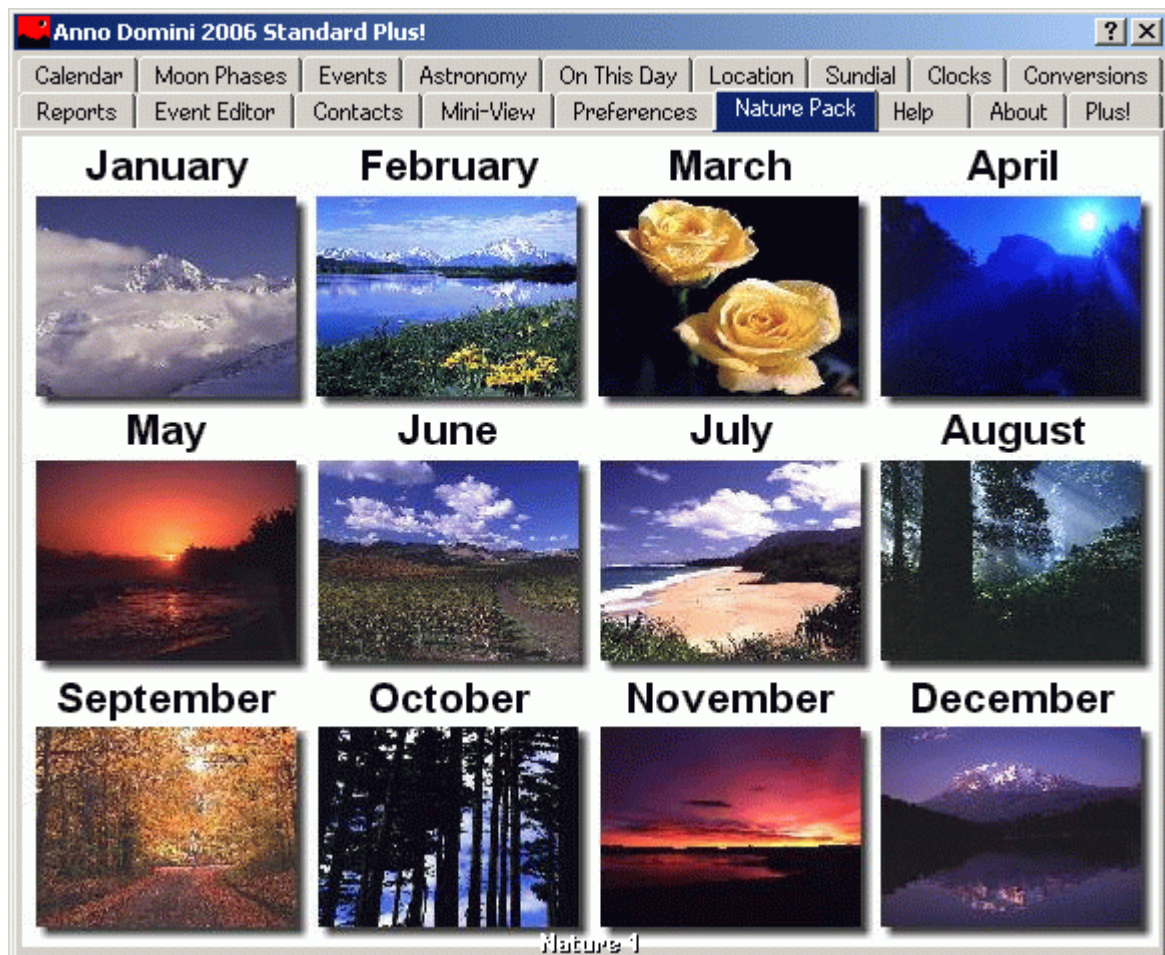 Anno Domini 2006 Standard Plus!
Calendar Moon Phases Events Astronomy On This Day Location Sundial Clocks Conversions
Reports Event Editor Contacts Mini-View Preferences Nature Pack Help About Plus!
January February March April
May June July August
September October November December
Nature 1